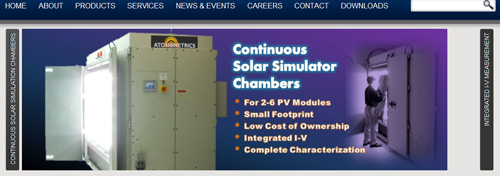 HOME ABOUT PRODUCTS SERVICES NEWS & EVENTS CAREERS CONTACT DOWNLOADS
CONTINUOUS SOLAR SIMULATION CHAMBERS
ATONOMETRICS
Continuous
Solar Simulator
Chambers
• For 2-6 PV Modules
• Small Footprint
• Low Cost of Ownership
• Integrated I-V
• Complete Characterization
INTEGRATED I-V MEASUREMENT